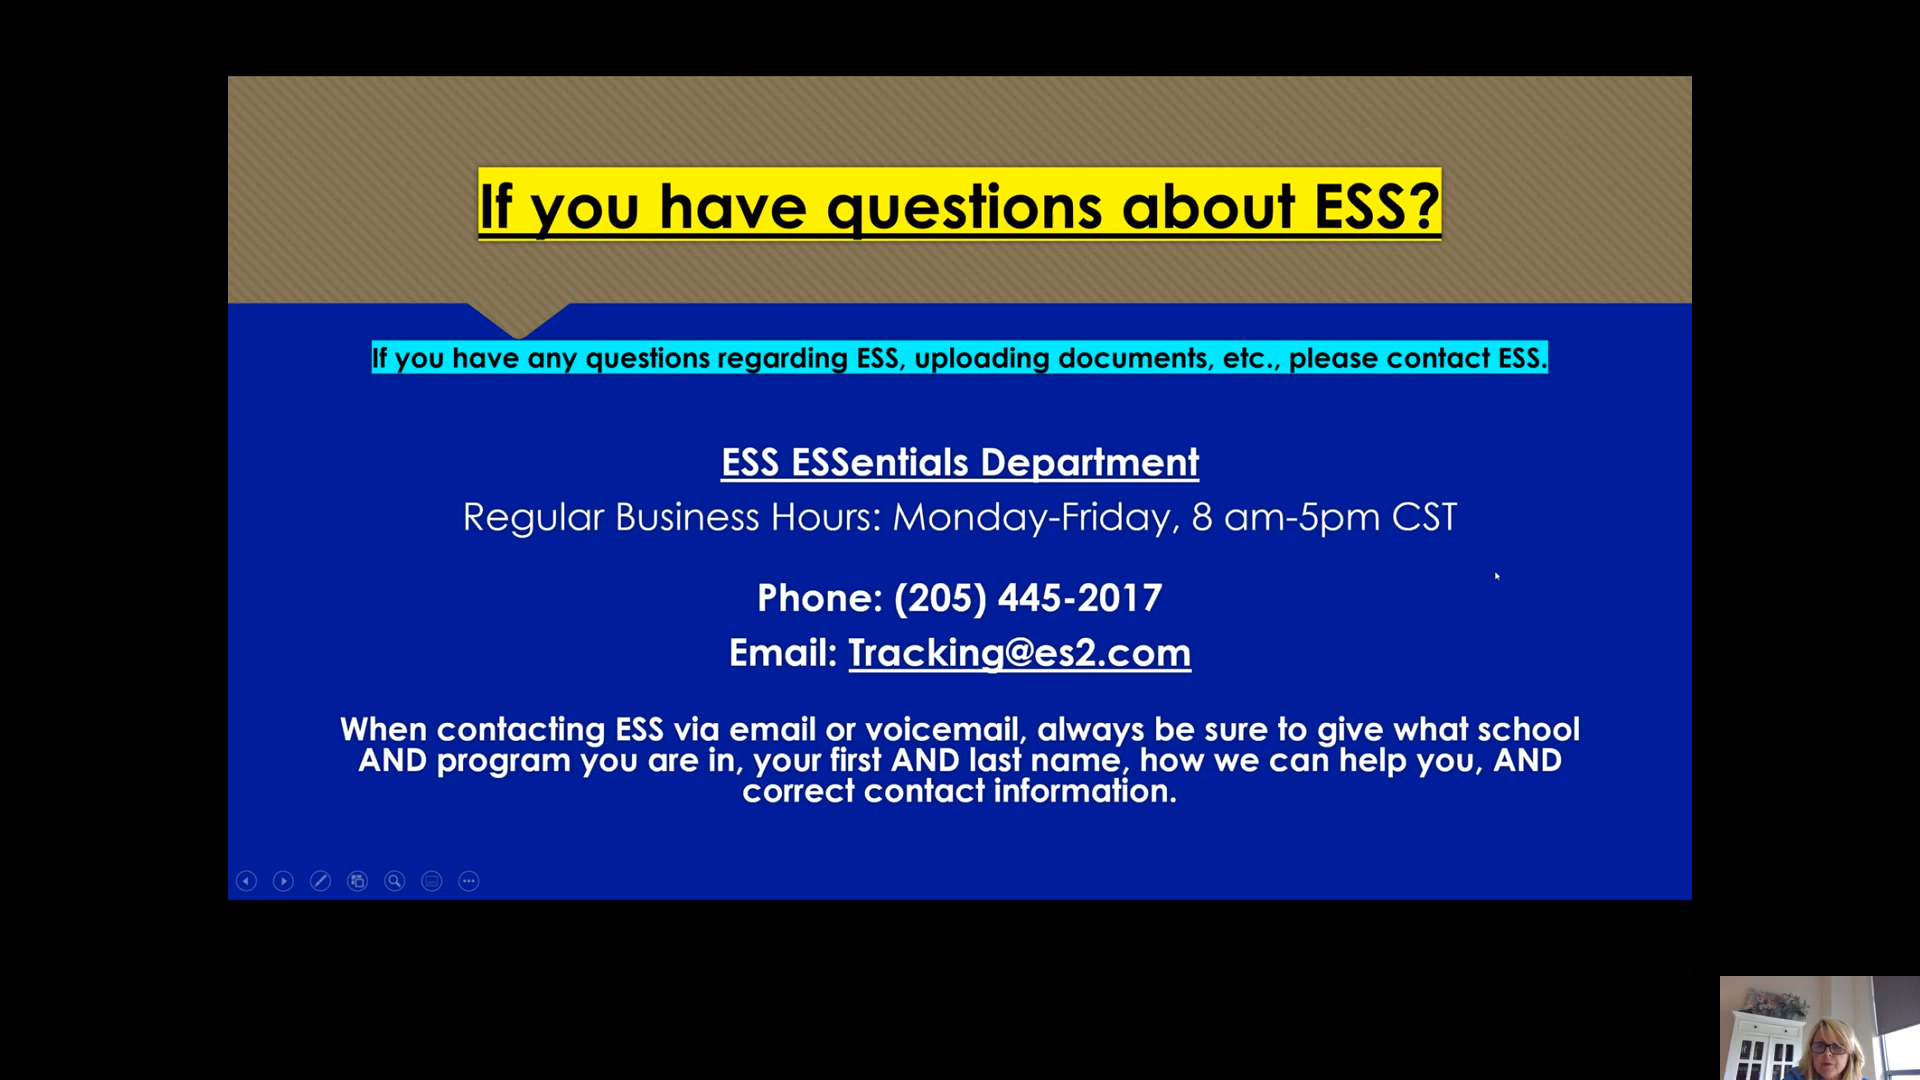 If you have questions about ESS?
If you have any questions regarding ESS, uploading documents, etc., please contact ESS.
ESS ESSentials Department
Regular Business Hours: Monday-Friday, 8 am-5pm CST
Phone: (205) 445-2017
Email: Tracking@es2.com
When contacting ESS via email or voicemail, always be sure to give what school
AND program you are in, your first AND last name, how we can help you, AND
correct contact information.